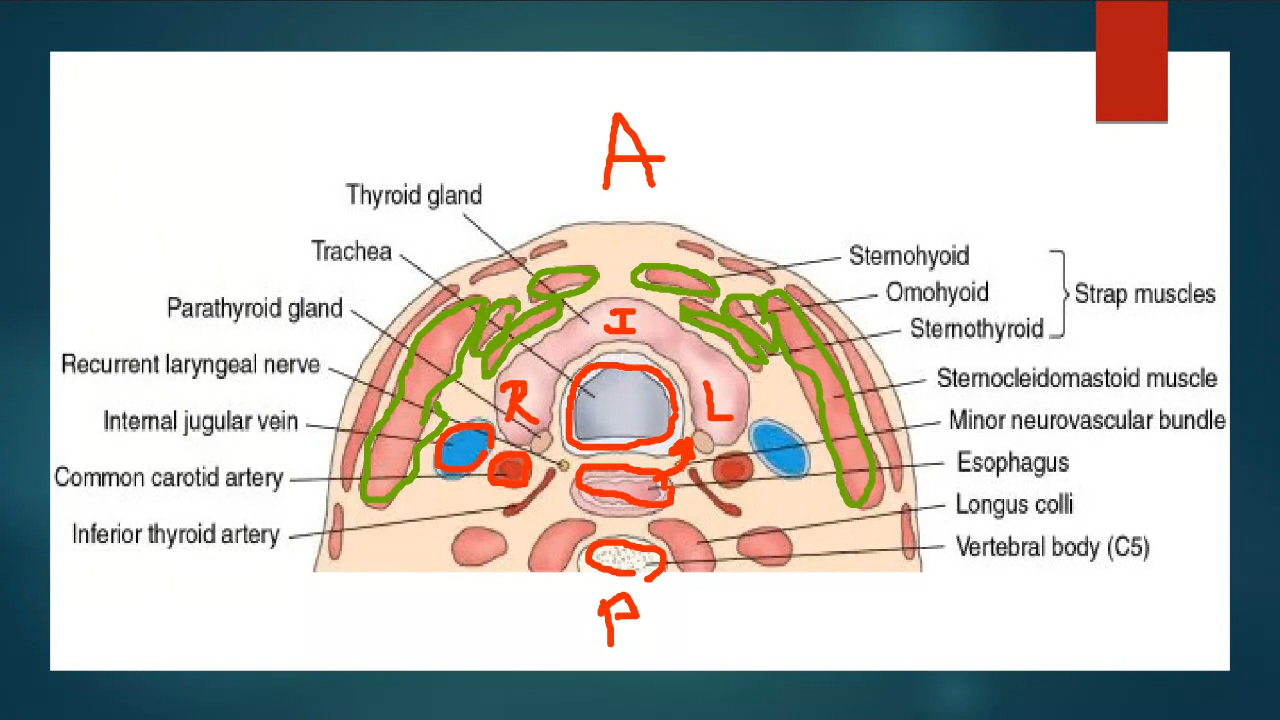 A
Thyroid gland
Trachea
Parathyroid gland
Recurrent laryngeal nerve
Internal jugular vein
Common carotid artery
Inferior thyroid artery
I
R
L
Sternohyoid
Omohyoid
Sternothyroid
Strap muscles
Sternocleidomastoid muscle
Minor neurovascular bundle
Esophagus
Longus colli
Vertebral body (C5)
P